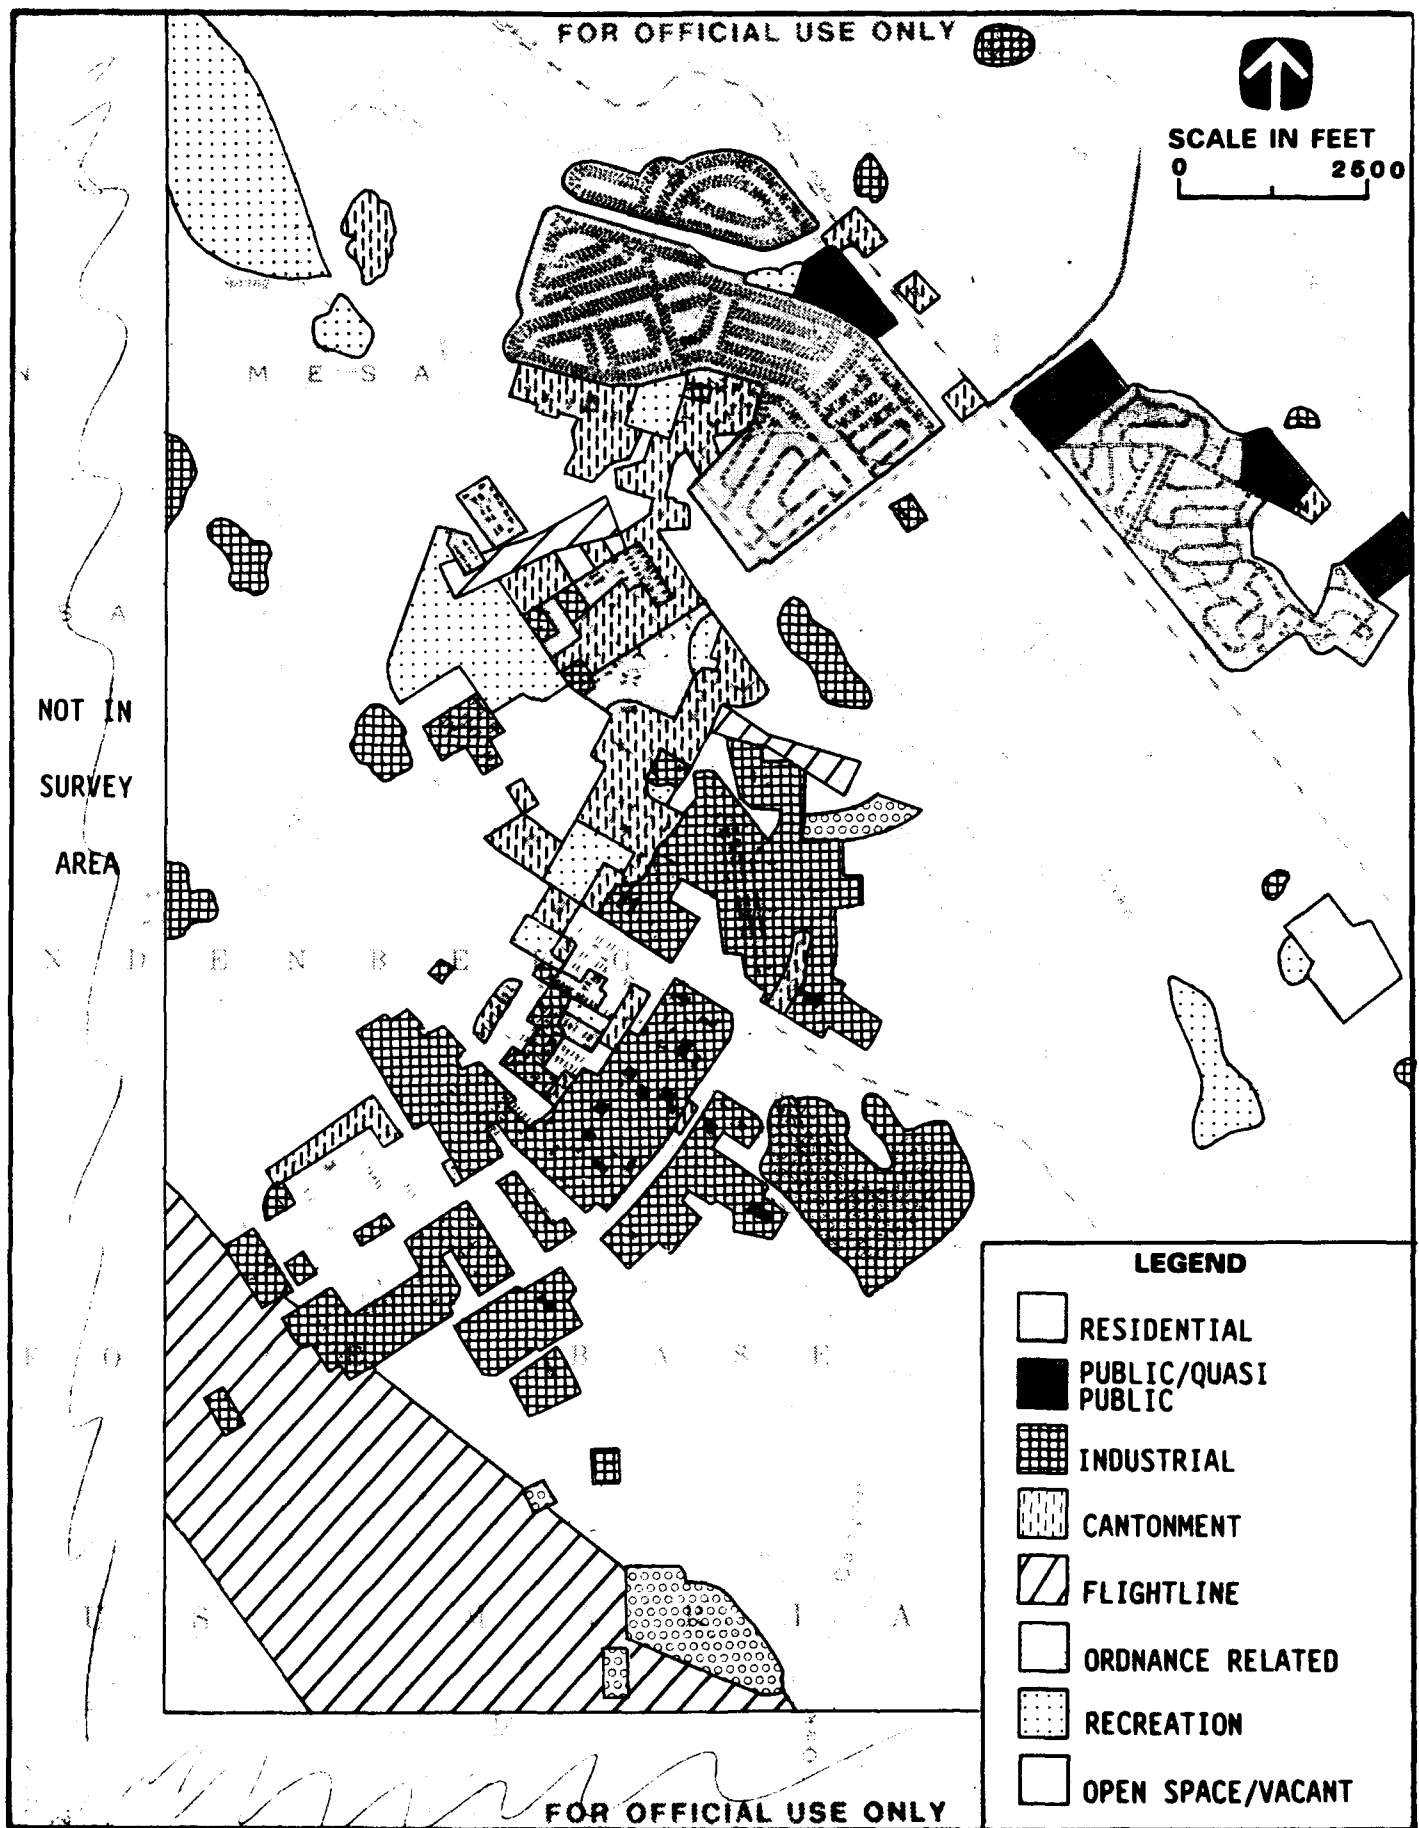 FOR OFFICIAL USE ONLY
SCALE IN FEET
0 2500
M E S A
S A
NOT IN
SURVEY
AREA
N D E N B E G
F O B A S E
U S I A
LEGEND
RESIDENTIAL
PUBLIC/QUASI
PUBLIC
INDUSTRIAL
CANTONMENT
FLIGHTLINE
ORDNANCE RELATED
RECREATION
OPEN SPACE/VACANT
FOR OFFICIAL USE ONLY